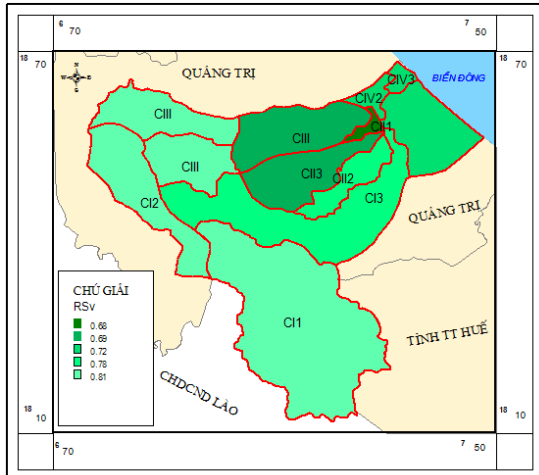 6 70
7 50
18 70
18 70
QUẢNG TRỊ
BIỂN ĐÔNG
N
W E
S
CIV3
CIV2
CIII
CIII
CII1
CIII
CII3
CII2
CI2
CI3
QUẢNG TRỊ
CHÚ GIẢI
RSv
0.68
0.69
0.72
0.78
0.81
CI1
TỈNH TT HUẾ
CHDCND LÀO
18 10
18 10
6 70
7 50